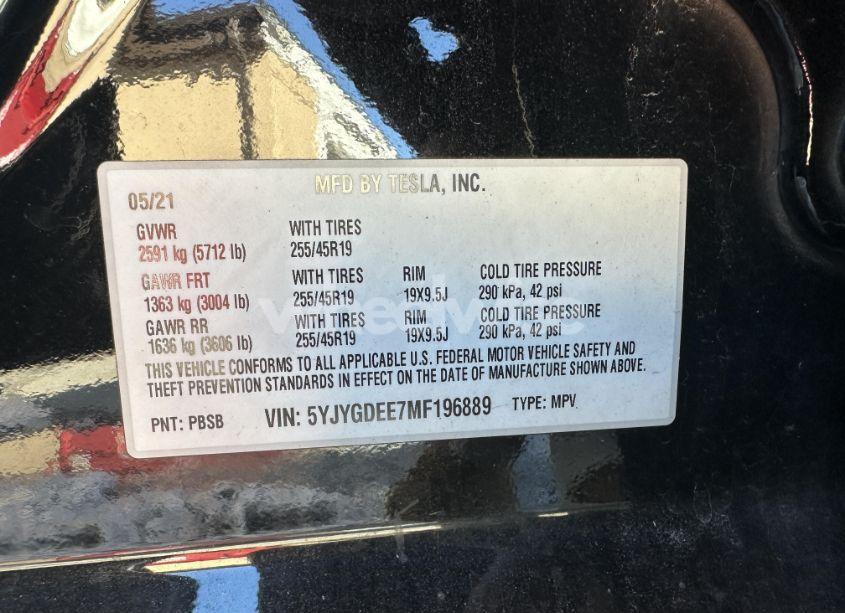 MFD BY TESLA, INC.
05/21
GVWR WITH TIRES
2591 kg (5712 lb) 255/45R19
GAWR FRT WITH TIRES RIM COLD TIRE PRESSURE
1363 kg (3004 lb) 255/45R19 19X9.5J 290 kPa, 42 psi
GAWR RR WITH TIRES RIM COLD TIRE PRESSURE
1636 kg (3606 lb) 255/45R19 19X9.5J 290 kPa, 42 psi
THIS VEHICLE CONFORMS TO ALL APPLICABLE U.S. FEDERAL MOTOR VEHICLE SAFETY AND
THEFT PREVENTION STANDARDS IN EFFECT ON THE DATE OF MANUFACTURE SHOWN ABOVE.
PNT: PBSB VIN: 5YJYGDEE7MF196889 TYPE: MPV